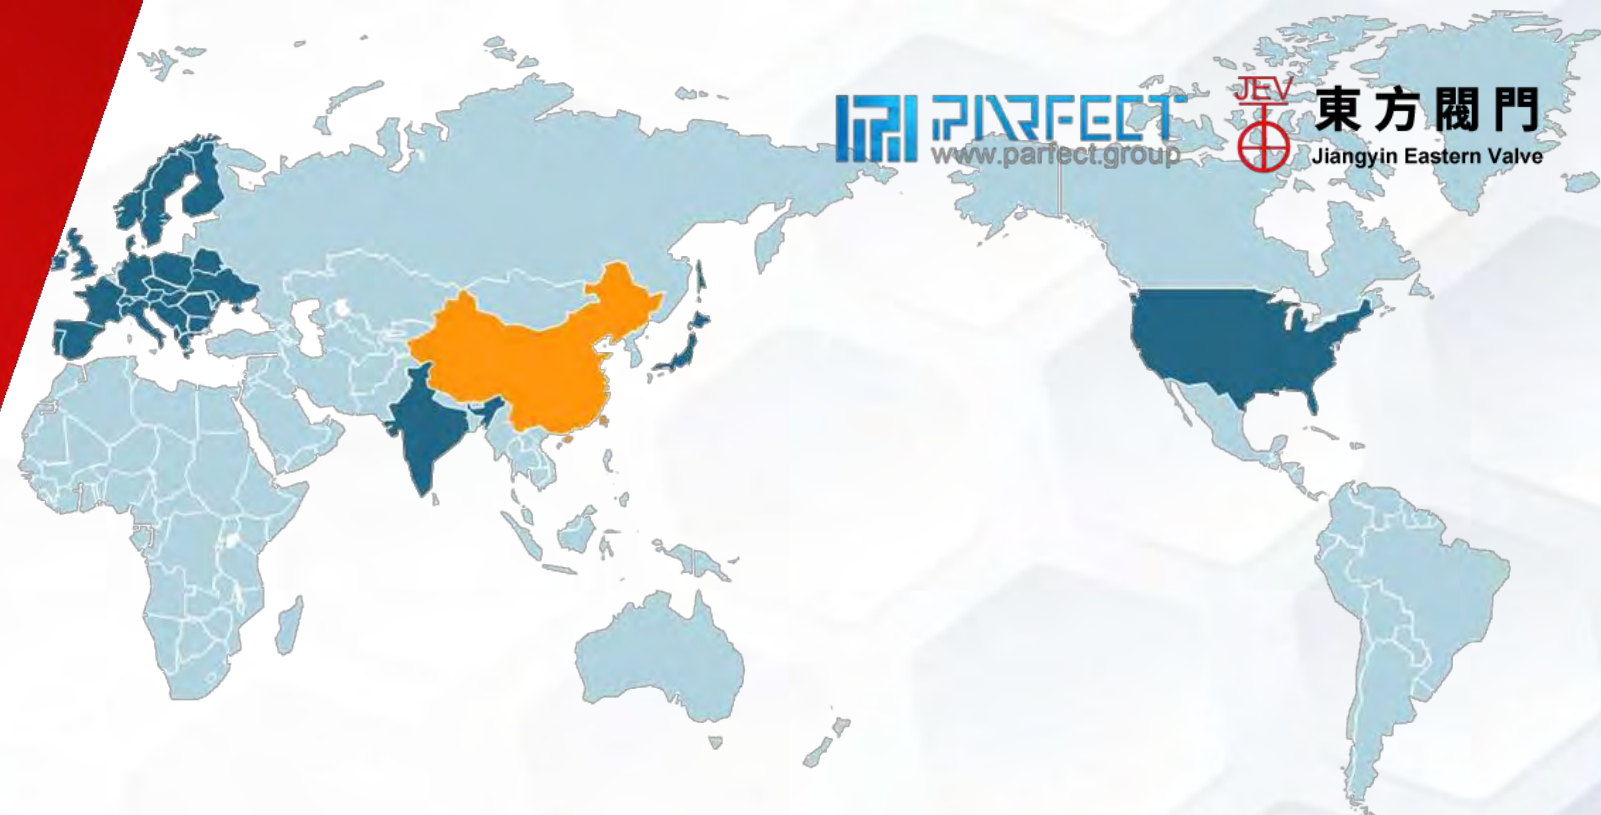 PARFECT
www.parfect.group
JEV
東方閥門
Jiangyin Eastern Valve